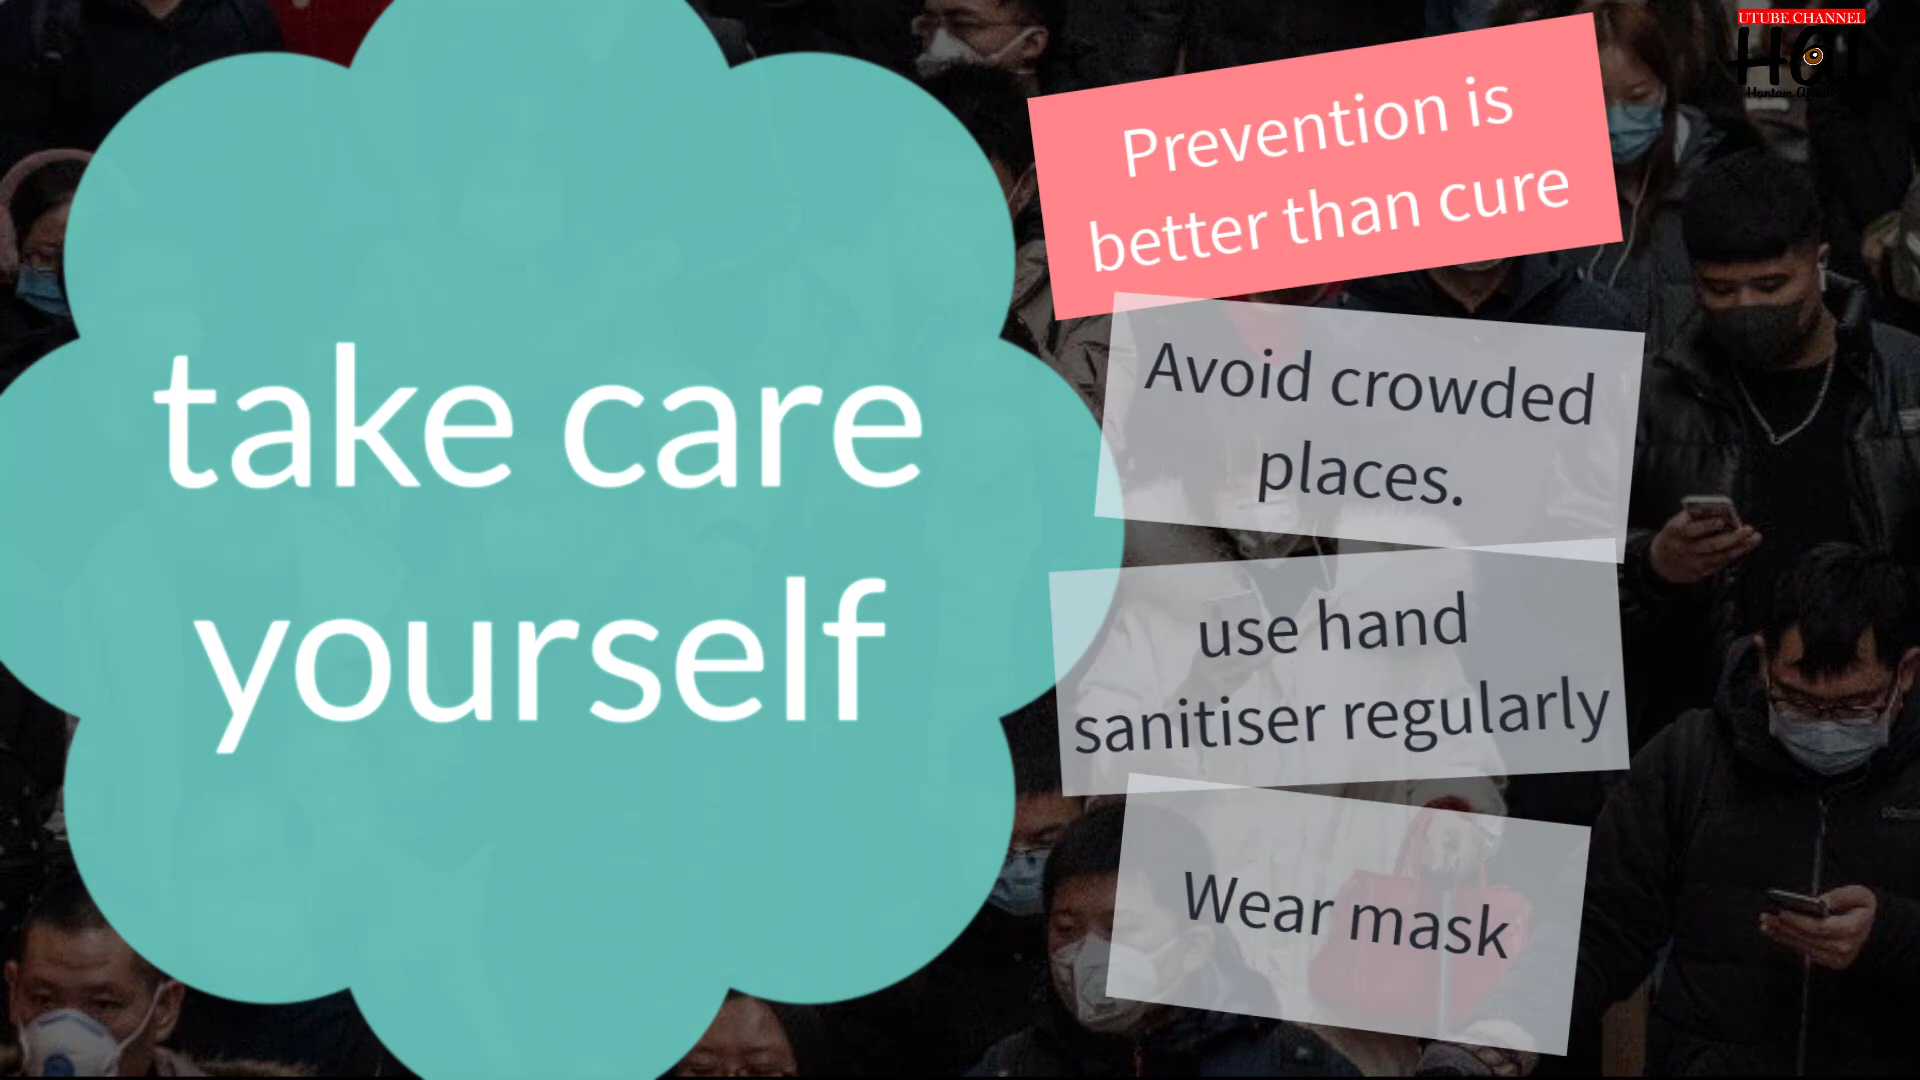 take care
yourself
Prevention is
better than cure
Avoid crowded
places.
use hand
sanitiser regularly
Wear mask
UTUBE CHANNEL